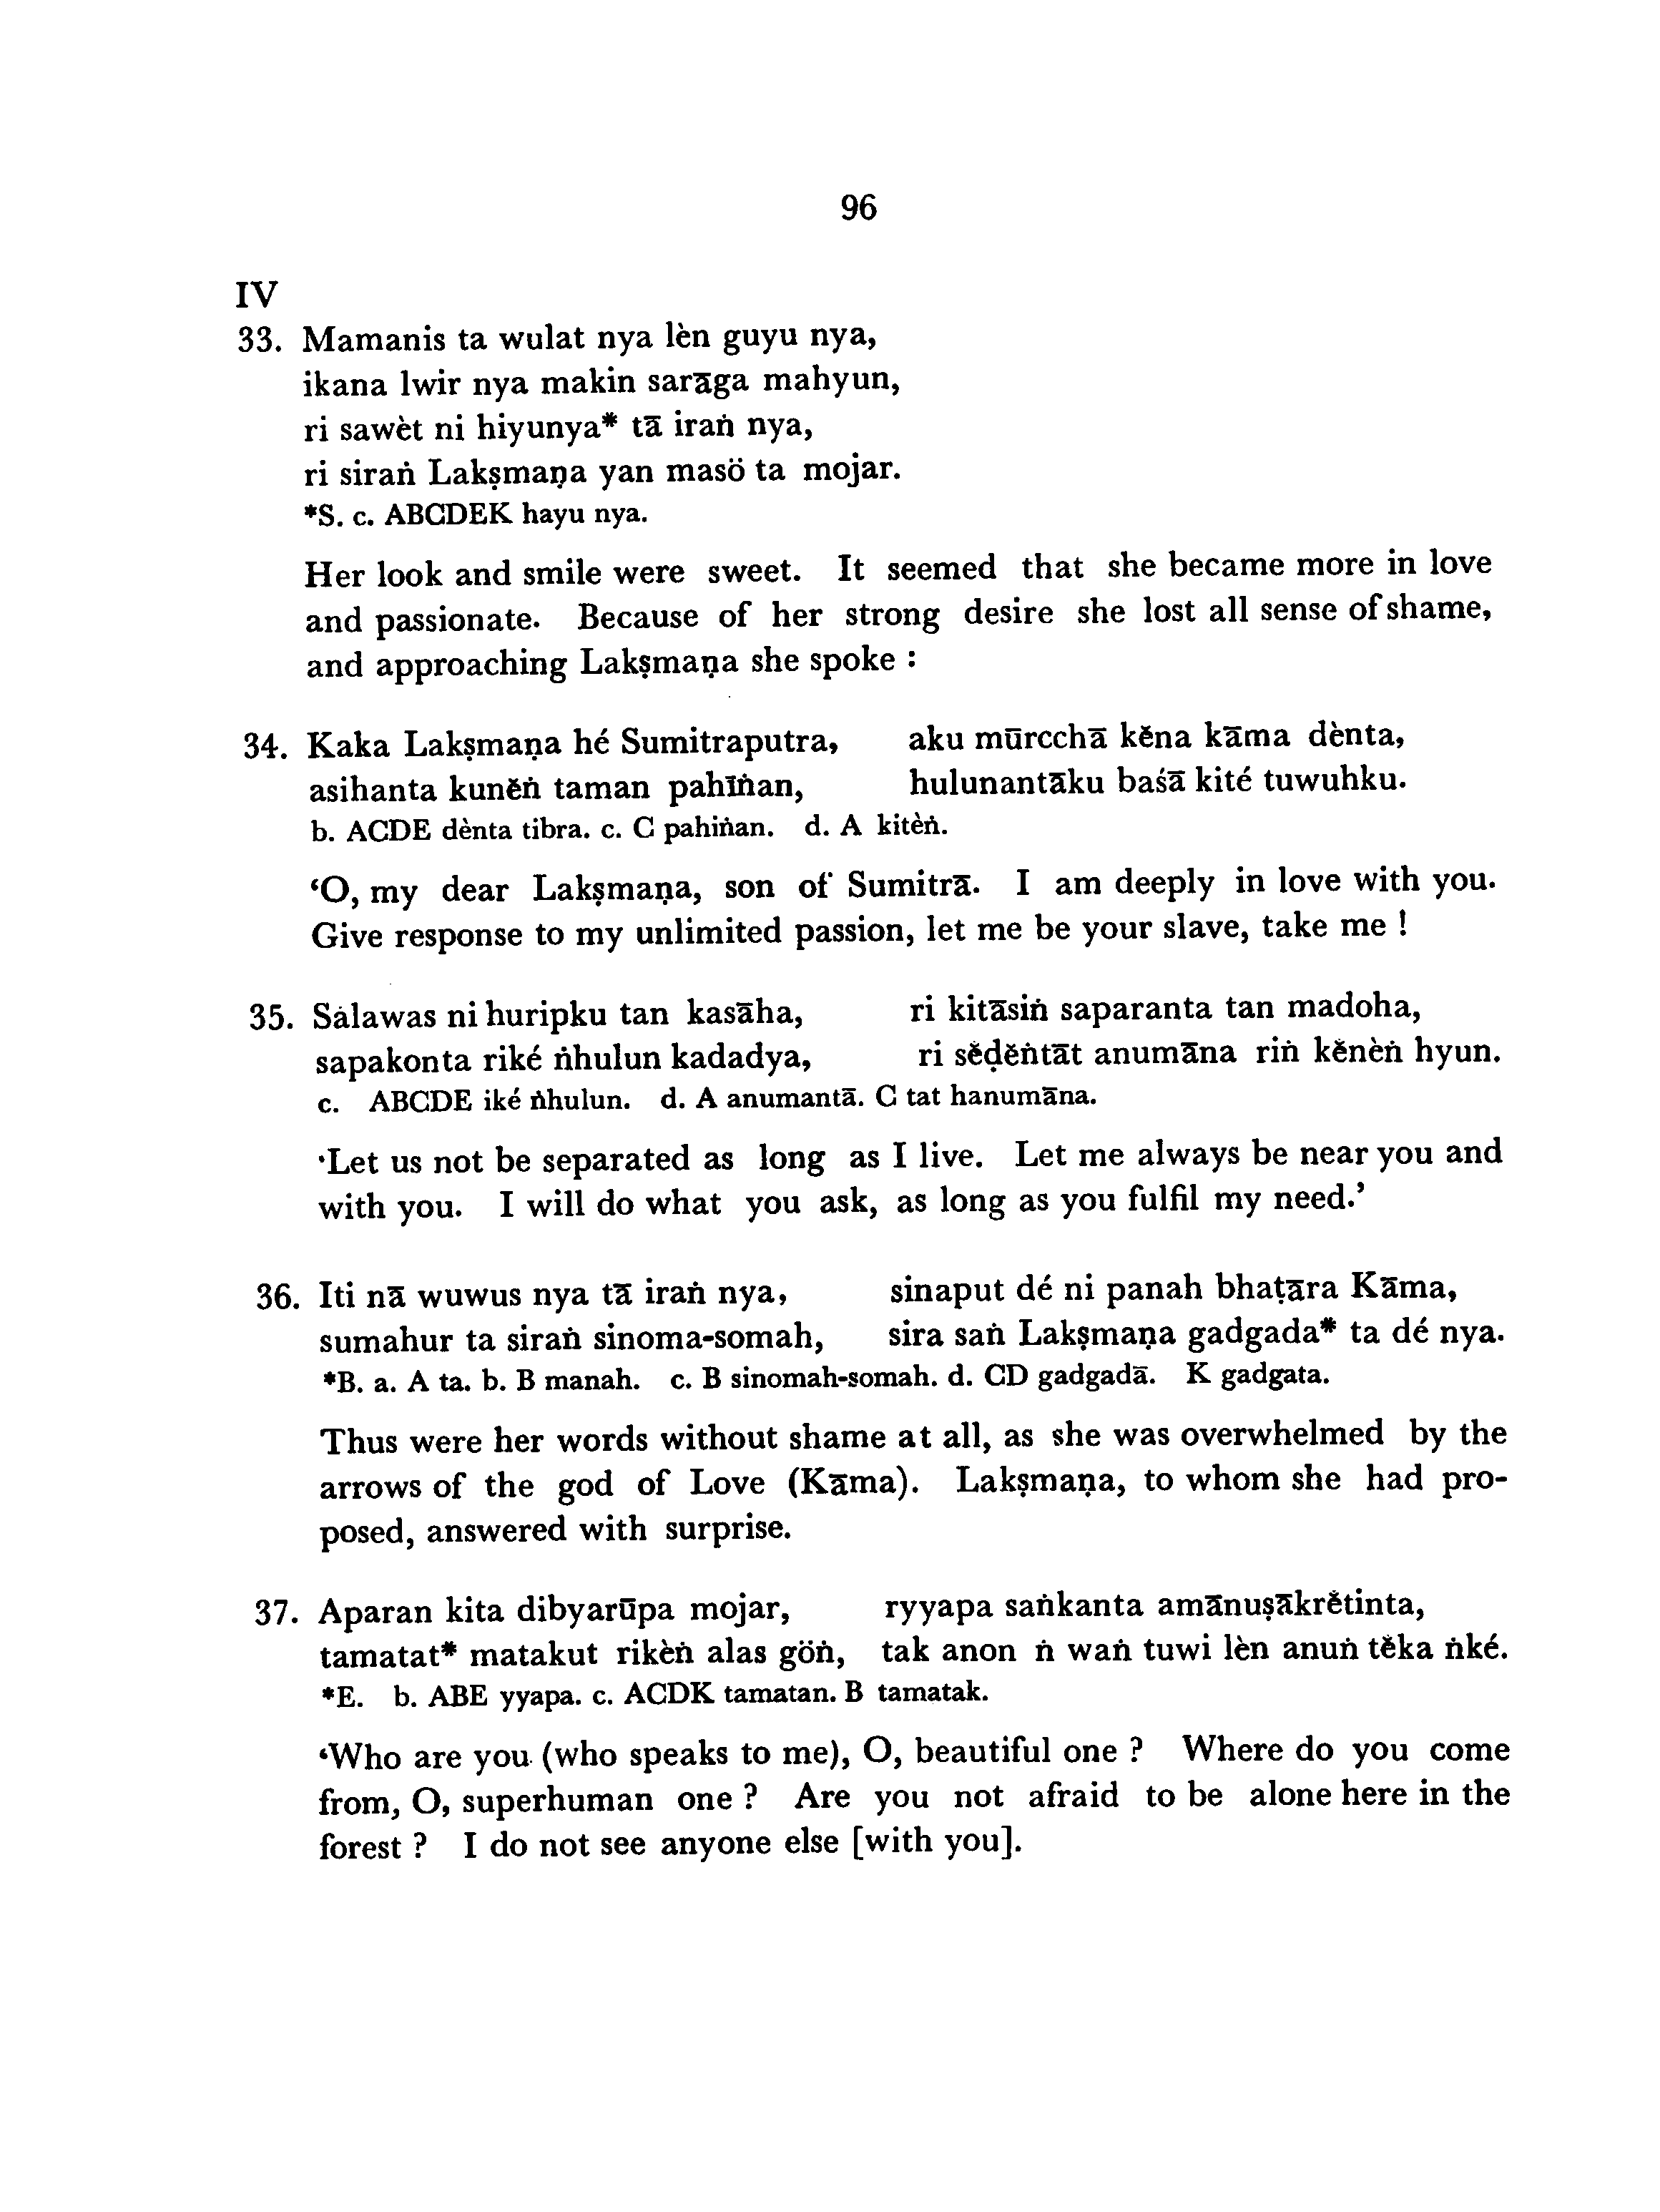 96
IV
33. Mamanis ta wulat nya lèn guyu nya,
ikana lwir nya makin sarāga mahyun,
ri sawèt ni hiyunya* tā iraṅ nya,
ri siraṅ Lakṣmaṇa yan masö ta mojar.
*S. c. ABCDEK hayu nya.
Her look and smile were sweet. It seemed that she became more in love
and passionate. Because of her strong desire she lost all sense of shame,
and approaching Lakṣmaṇa she spoke :
34. Kaka Lakṣmaṇa hé Sumitraputra, aku mūrcchā kĕna kāma dènta,
asihanta kunĕṅ taman pahīṅan, hulunantāku baśā kité tuwuhku.
b. ACDE dènta tibra. c. C pahiṅan. d. A kitèṅ.
‘O, my dear Lakṣmaṇa, son of Sumitrā. I am deeply in love with you.
Give response to my unlimited passion, let me be your slave, take me !
35. Salawas ni huripku tan kasāha, ri kitāsiṅ saparanta tan madoha,
sapakonta riké ṅhulun kadadya, ri sĕḍĕṅtāt anumāna riṅ kĕnèṅ hyun.
c. ABCDE iké ṅhulun. d. A anumantā. C tat hanumāna.
‘Let us not be separated as long as I live. Let me always be near you and
with you. I will do what you ask, as long as you fulfil my need.’
36. Iti nā wuwus nya tā iraṅ nya, sinaput dé ni panah bhaṭāra Kāma,
sumahur ta siraṅ sinoma-somah, sira saṅ Lakṣmaṇa gadgada* ta dé nya.
*B. a. A ta. b. B manah. c. B sinomah-somah. d. CD gadgadā. K gadgata.
Thus were her words without shame at all, as she was overwhelmed by the
arrows of the god of Love (Kāma). Lakṣmaṇa, to whom she had pro-
posed, answered with surprise.
37. Aparan kita dibyarūpa mojar, ryyapa saṅkanta amānuṣākrĕtinta,
tamatat* matakut rikèṅ alas göṅ, tak anon ṅ waṅ tuwi lèn anuṅ tĕka ṅké.
*E. b. ABE yyapa. c. ACDK tamatan. B tamatak.
‘Who are you (who speaks to me), O, beautiful one ? Where do you come
from, O, superhuman one ? Are you not afraid to be alone here in the
forest ? I do not see anyone else [with you].